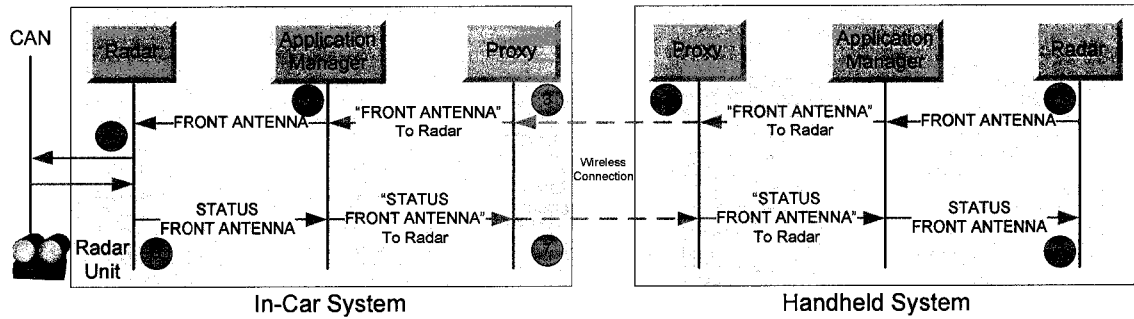 CAN
Radar
Application
Manager
Proxy
Proxy
Application
Manager
Radar
3
FRONT ANTENNA
"FRONT ANTENNA"
To Radar
"FRONT ANTENNA"
To Radar
FRONT ANTENNA
Wireless
Connection
STATUS
FRONT ANTENNA
"STATUS
FRONT ANTENNA"
To Radar
"STATUS
FRONT ANTENNA"
To Radar
STATUS
FRONT ANTENNA
Radar
Unit
7
In-Car System
Handheld System